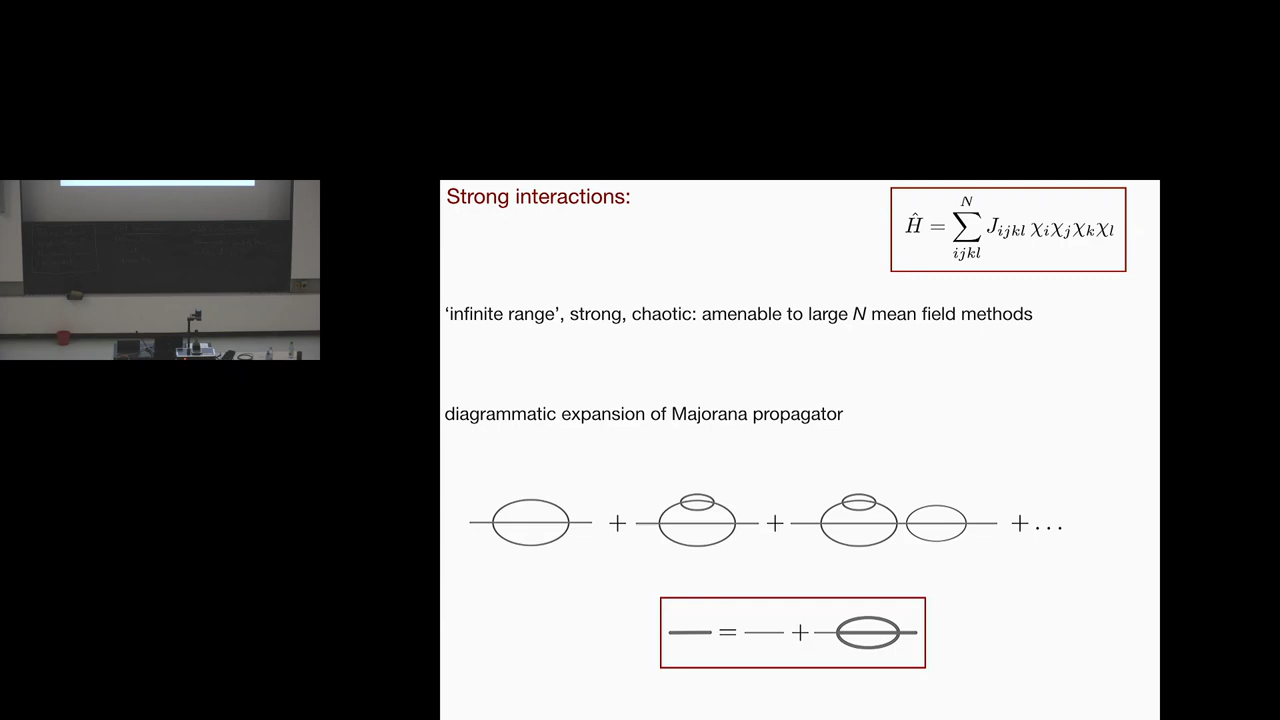 Strong interactions:
Ĥ = \sum_{ijkl}^{N} J_{ijkl} χ_i χ_j χ_k χ_l
‘infinite range’, strong, chaotic: amenable to large N mean field methods
diagrammatic expansion of Majorana propagator
+ + + . . .
= +